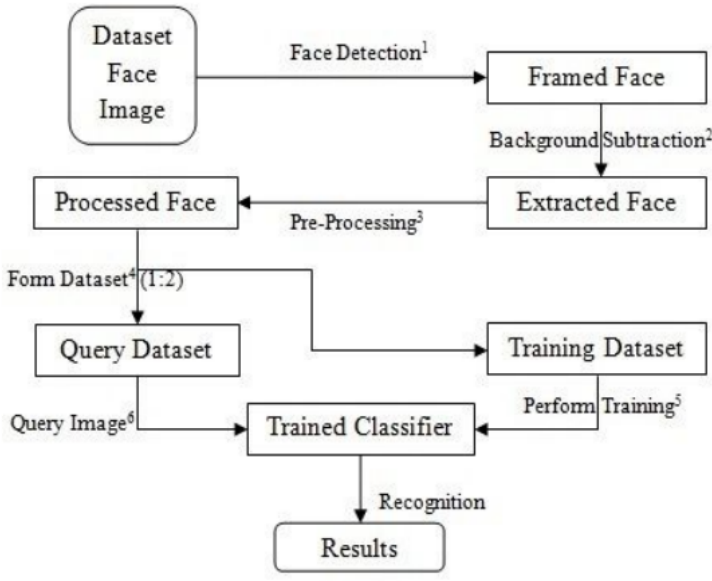 Dataset
Face
Image
Face Detection¹
Framed Face
Background Subtraction²
Processed Face
Extracted Face
Pre-Processing³
Form Dataset⁴ (1:2)
Query Dataset
Training Dataset
Perform Training⁵
Query Image⁶
Trained Classifier
Recognition
Results